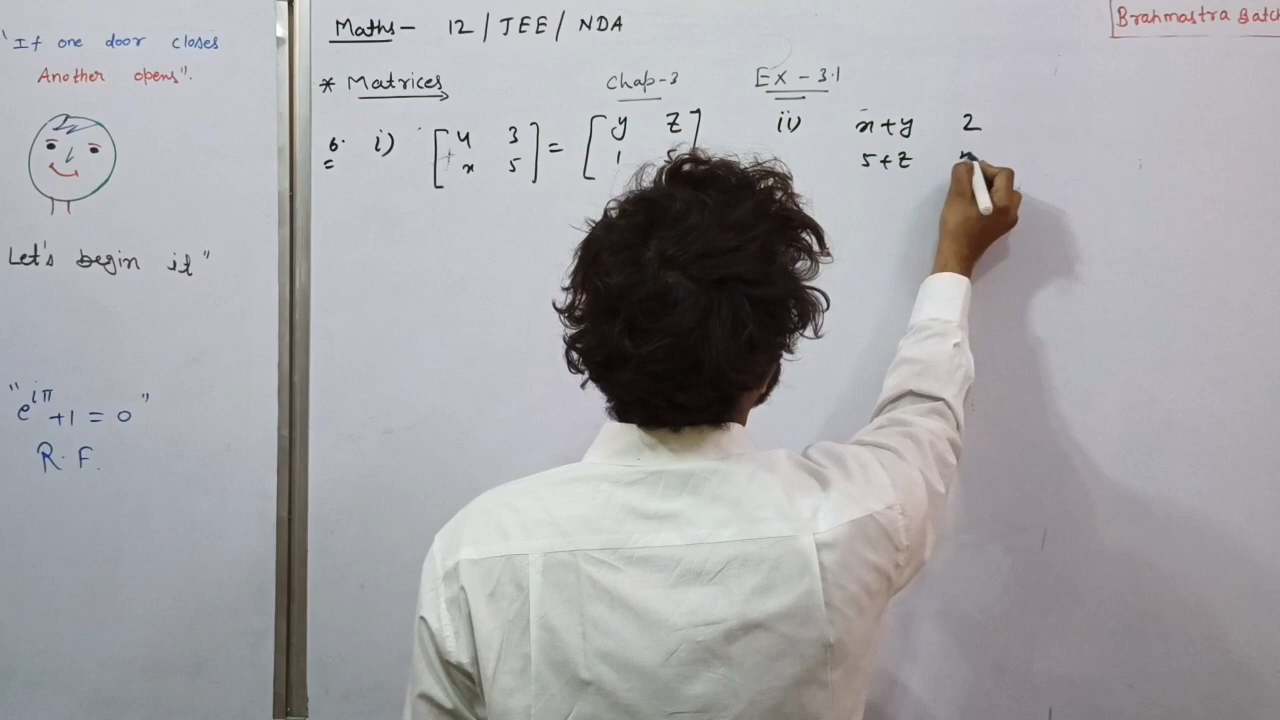 "If one door closes
Another opens".
Let's begin it"
"e^{iπ} +1 = 0"
R. F.
Maths - 12 / JEE / NDA
Brahmastra Batch
* Matrices Chap-3 Ex - 3.1
6. i) [4 3] = [y z] ii) x+y 2
[x 5] [1 5+z